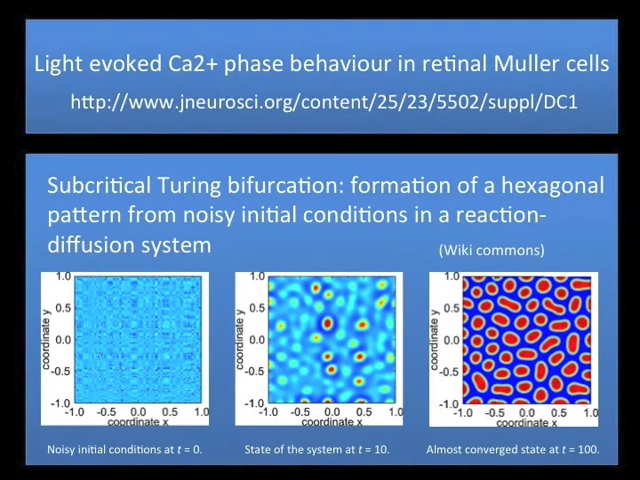 Light evoked Ca2+ phase behaviour in retinal Muller cells
http://www.jneurosci.org/content/25/23/5502/suppl/DC1
Subcritical Turing bifurcation: formation of a hexagonal
pattern from noisy initial conditions in a reaction-
diffusion system
(Wiki commons)
1.0
0.5
0.0
-0.5
-1.0
coordinate y
-1.0 -0.5 0.0 0.5 1.0
coordinate x
1.0
0.5
0.0
-0.5
-1.0
coordinate y
-1.0 -0.5 0.0 0.5 1.0
coordinate x
1.0
0.5
0.0
-0.5
-1.0
coordinate y
-1.0 -0.5 0.0 0.5 1.0
coordinate x
Noisy initial conditions at t = 0.
State of the system at t = 10.
Almost converged state at t = 100.